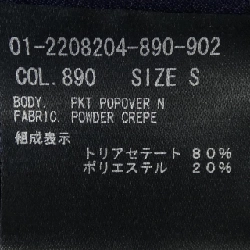 01-2208204-890-902
COL.890 SIZE S
BODY. PKT POPOVER N
FABRIC. POWDER CREPE
組成表示
トリアセテート 80%
ポリエステル 20%